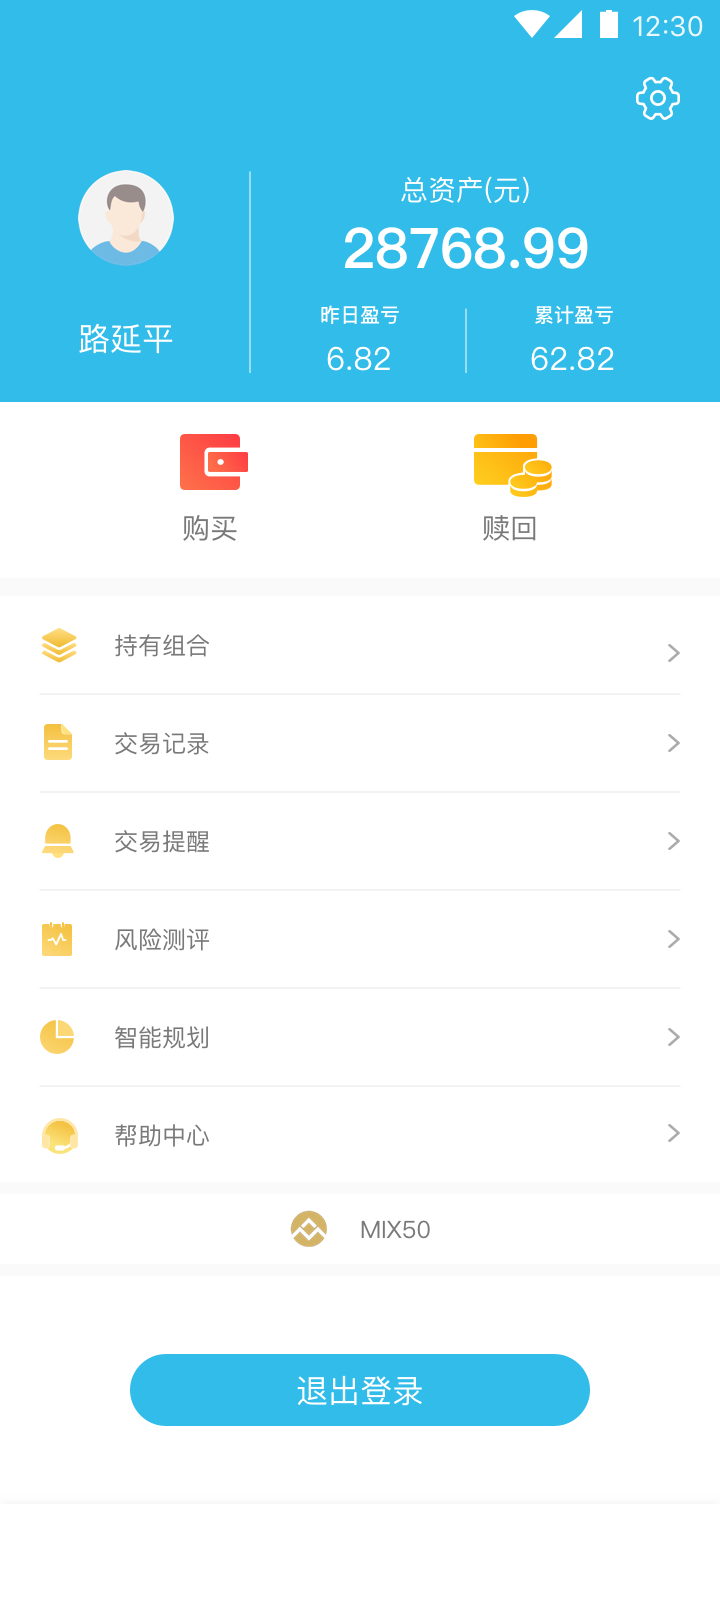 12:30
总资产(元)
28768.99
昨日盈亏
累计盈亏
6.82
62.82
路延平
购买
赎回
持有组合
交易记录
交易提醒
风险测评
智能规划
帮助中心
MIX50
退出登录